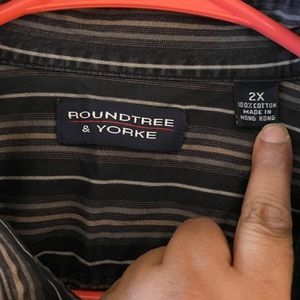 ROUNDTREE
& YORKE
2X
100% COTTON
MADE IN
HONG KONG